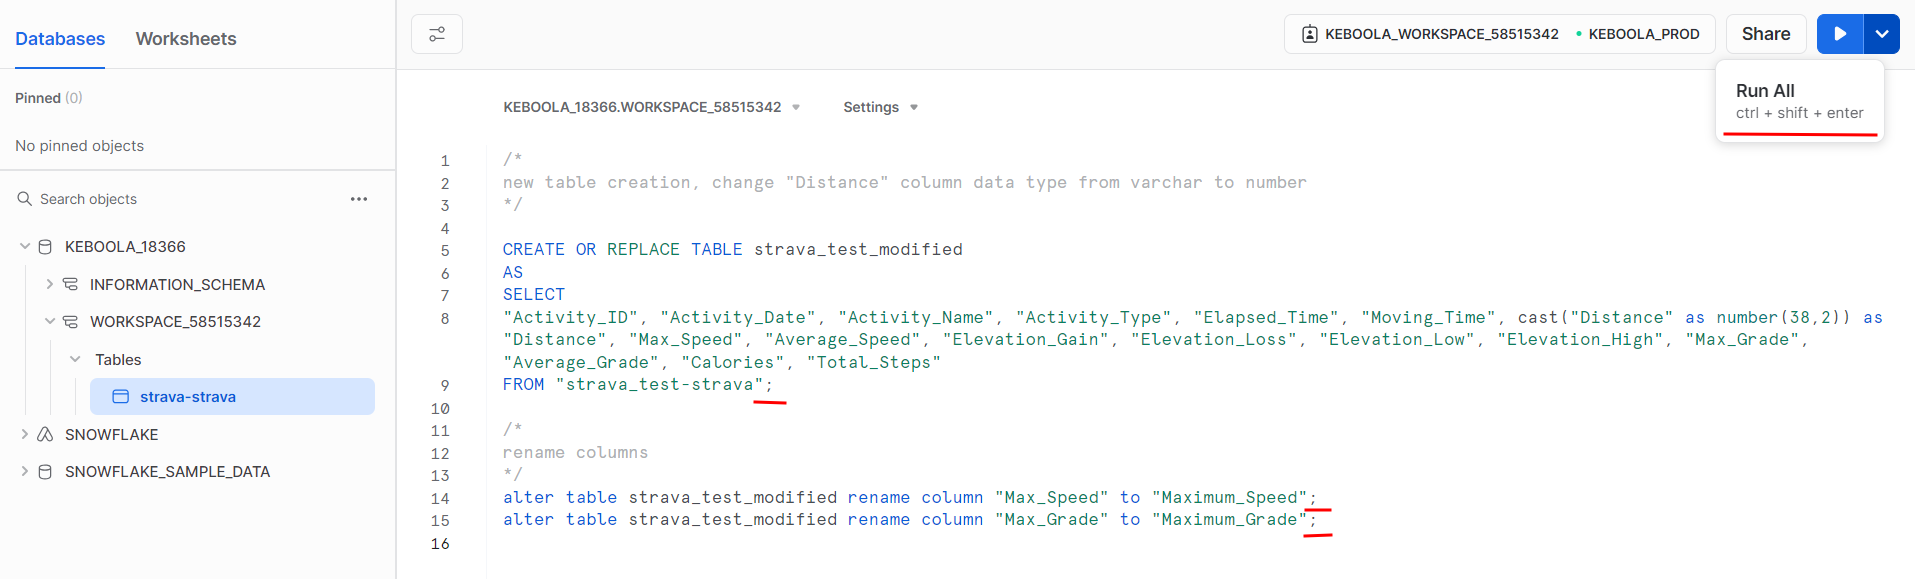 Databases Worksheets
KEBOOLA_WORKSPACE_58515342 • KEBOOLA_PROD Share
Run All
ctrl + shift + enter
Pinned (0)
No pinned objects
Search objects
KEBOOLA_18366
INFORMATION_SCHEMA
WORKSPACE_58515342
Tables
strava-strava
SNOWFLAKE
SNOWFLAKE_SAMPLE_DATA
KEBOOLA_18366.WORKSPACE_58515342 Settings
1 /*
2 new table creation, change "Distance" column data type from varchar to number
3 */
4
5 CREATE OR REPLACE TABLE strava_test_modified
6 AS
7 SELECT
8 "Activity_ID", "Activity_Date", "Activity_Name", "Activity_Type", "Elapsed_Time", "Moving_Time", cast("Distance" as number(38,2)) as
"Distance", "Max_Speed", "Average_Speed", "Elevation_Gain", "Elevation_Loss", "Elevation_Low", "Elevation_High", "Max_Grade",
"Average_Grade", "Calories", "Total_Steps"
9 FROM "strava_test-strava";
10
11 /*
12 rename columns
13 */
14 alter table strava_test_modified rename column "Max_Speed" to "Maximum_Speed";
15 alter table strava_test_modified rename column "Max_Grade" to "Maximum_Grade";
16